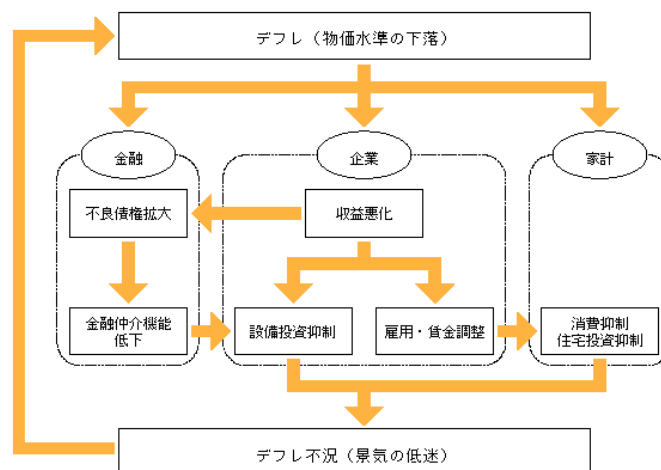 デフレ（物価水準の下落）
金融
企業
家計
不良債権拡大
収益悪化
金融仲介機能
低下
設備投資抑制
雇用・賃金調整
消費抑制
住宅投資抑制
デフレ不況（景気の低迷）